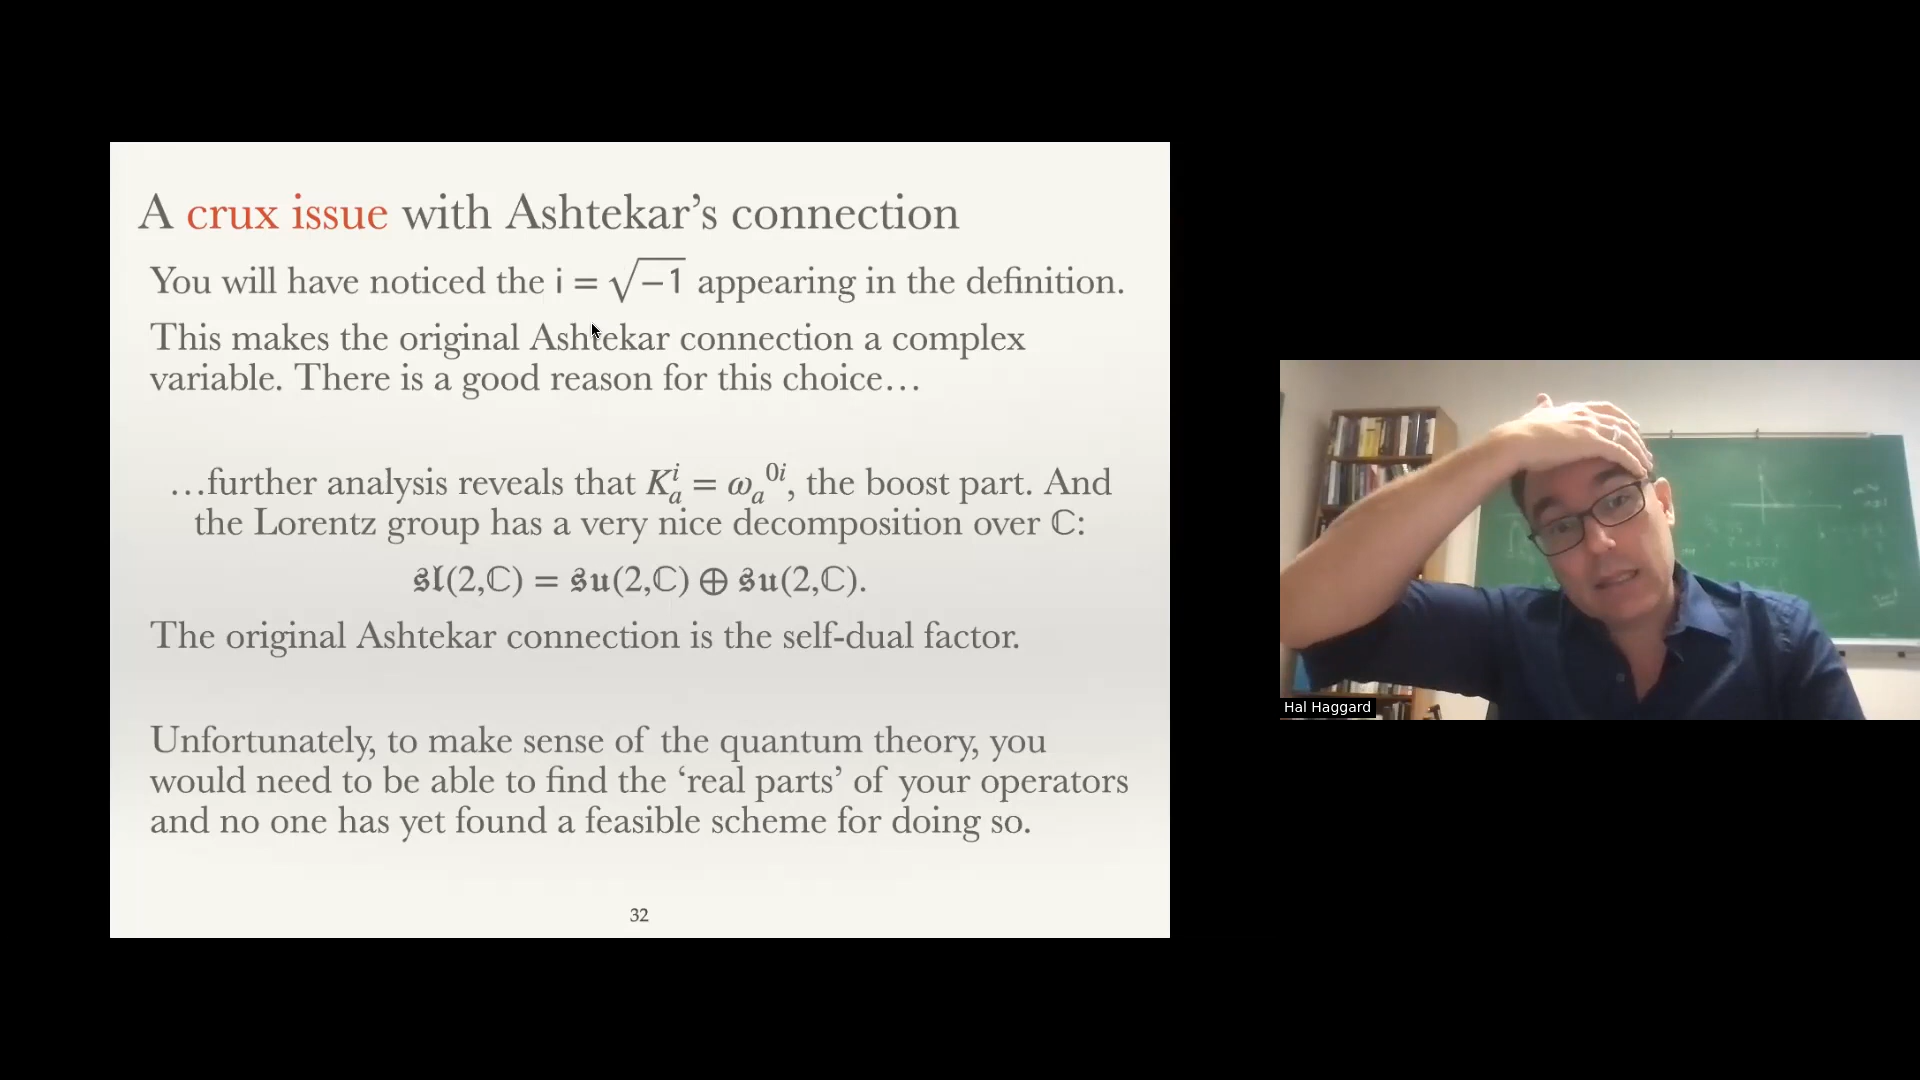 A crux issue with Ashtekar’s connection
You will have noticed the i = √−1 appearing in the definition.
This makes the original Ashtekar connection a complex
variable. There is a good reason for this choice…
…further analysis reveals that Kₐⁱ = ωₐ⁰ⁱ, the boost part. And
the Lorentz group has a very nice decomposition over ℂ:
𝔰𝔩(2,ℂ) = 𝔰𝔲(2,ℂ) ⊕ 𝔰𝔲(2,ℂ).
The original Ashtekar connection is the self-dual factor.
Unfortunately, to make sense of the quantum theory, you
would need to be able to find the ‘real parts’ of your operators
and no one has yet found a feasible scheme for doing so.
32
Hal Haggard